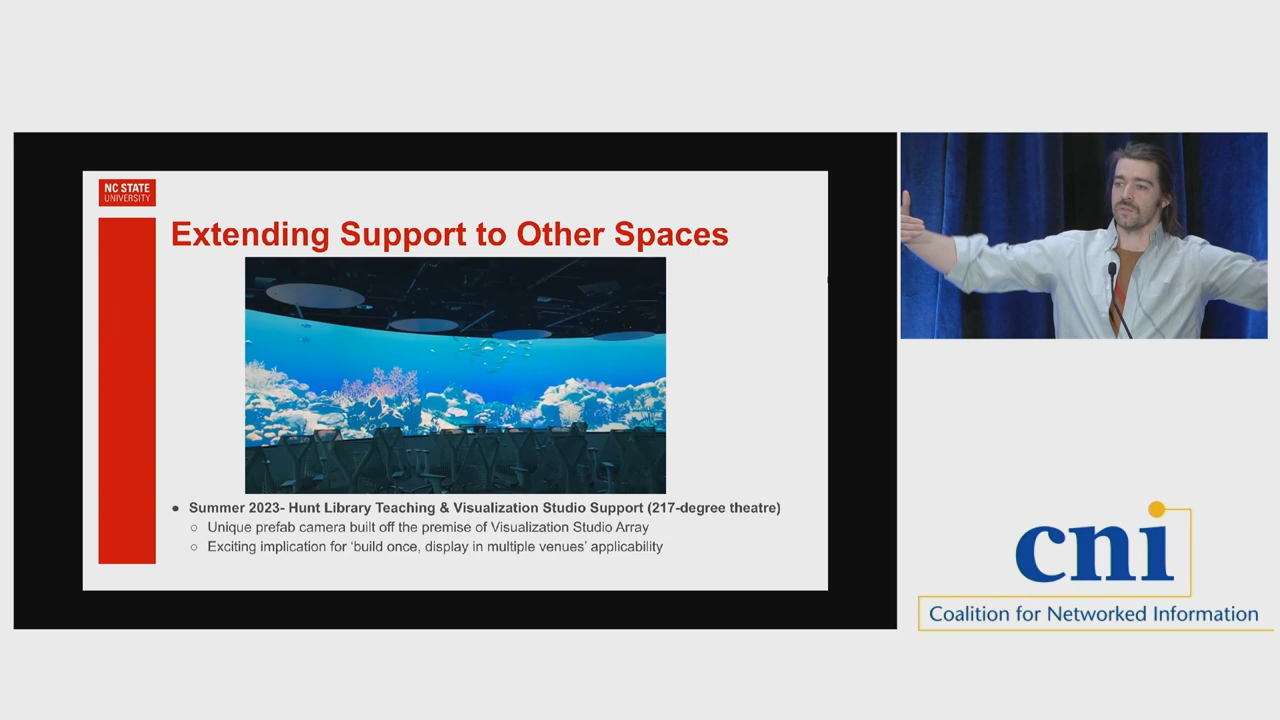 NC STATE
UNIVERSITY
Extending Support to Other Spaces
● Summer 2023- Hunt Library Teaching & Visualization Studio Support (217-degree theatre)
○ Unique prefab camera built off the premise of Visualization Studio Array
○ Exciting implication for ‘build once, display in multiple venues’ applicability
cni
Coalition for Networked Information